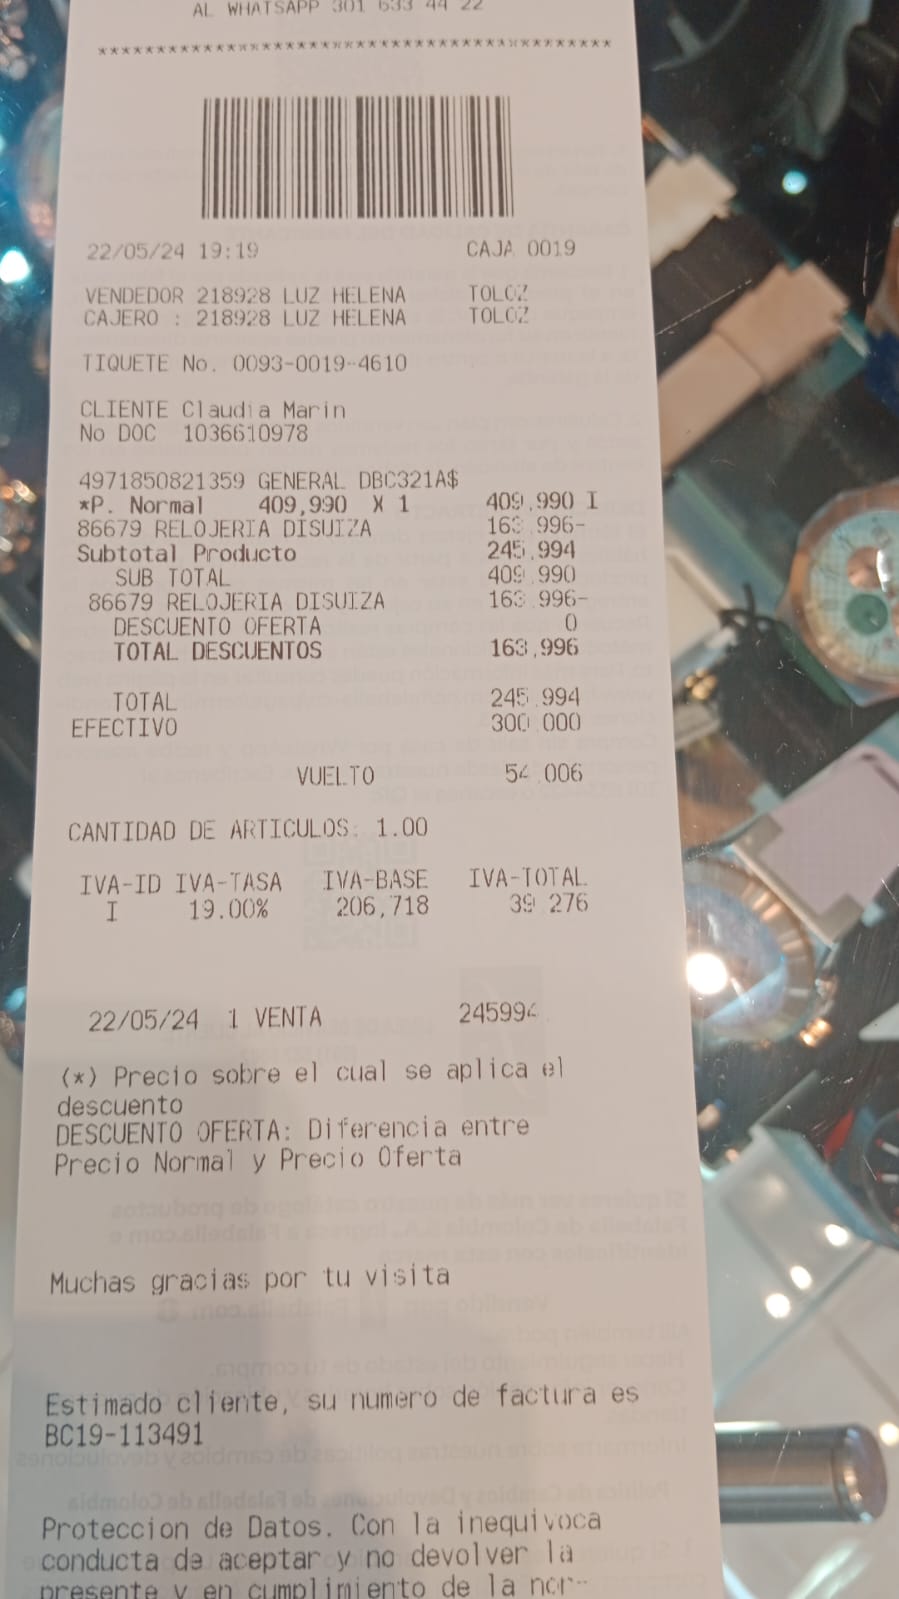 AL WHATSAPP 301 633 44 22
****************************************
22/05/24 19:19 CAJA 0019
VENDEDOR 218928 LUZ HELENA TOLOZ
CAJERO : 218928 LUZ HELENA TOLOZ
TIQUETE No. 0093-0019-4610
CLIENTE Claudia Marin
No DOC 1036610978
4971850821359 GENERAL DBC321A$
*P. Normal 409,990 X 1 409,990 I
86679 RELOJERIA DISUIZA 163,996-
Subtotal Producto 245,994
SUB TOTAL 409,990
86679 RELOJERIA DISUIZA 163,996-
DESCUENTO OFERTA 0
TOTAL DESCUENTOS 163,996
TOTAL 245,994
EFECTIVO 300,000
VUELTO 54,006
CANTIDAD DE ARTICULOS: 1.00
IVA-ID IVA-TASA IVA-BASE IVA-TOTAL
I 19.00% 206,718 39,276
22/05/24 1 VENTA 245994
(*) Precio sobre el cual se aplica el
descuento
DESCUENTO OFERTA: Diferencia entre
Precio Normal y Precio Oferta
Muchas gracias por tu visita
Estimado cliente, su numero de factura es
BC19-113491
Proteccion de Datos. Con la inequivoca
conducta de aceptar y no devolver la
presente y en cumplimiento de la nor-